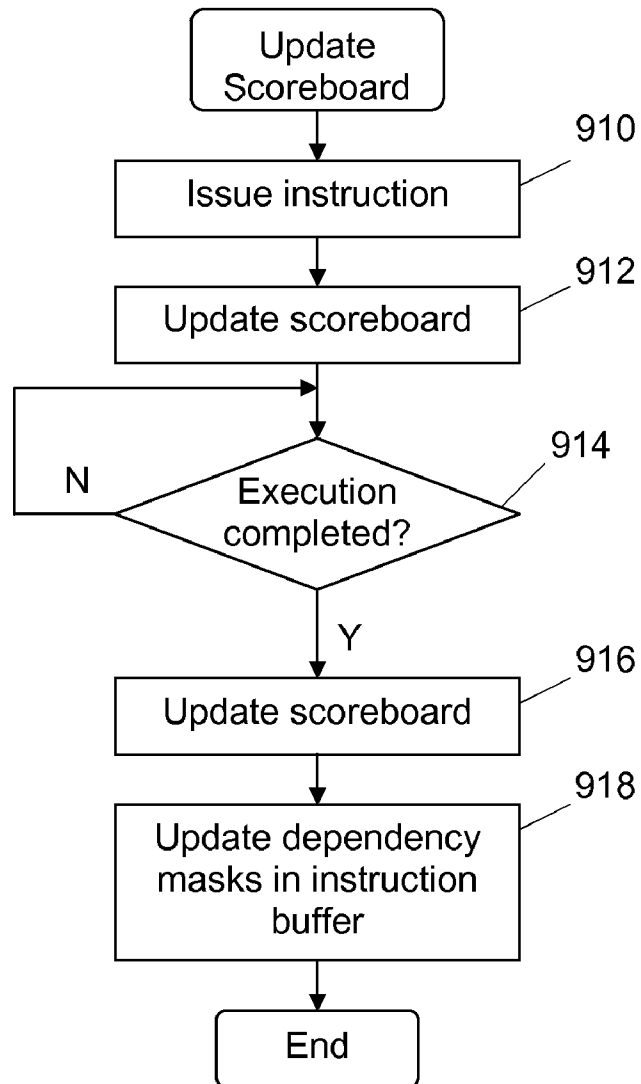 Update
Scoreboard
910
Issue instruction
912
Update scoreboard
914
N
Execution
completed?
Y
916
Update scoreboard
918
Update dependency
masks in instruction
buffer
End